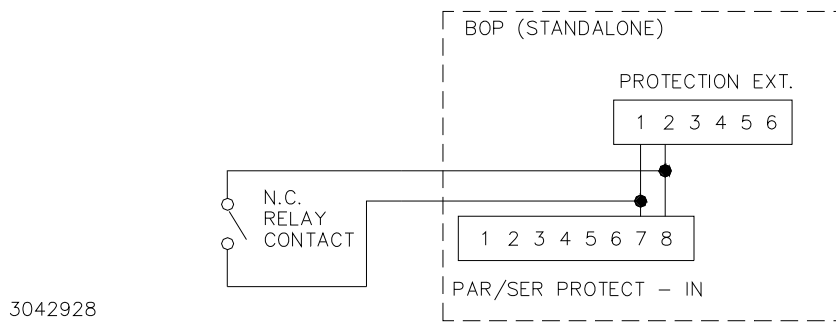 BOP (STANDALONE)
PROTECTION EXT.
1 2 3 4 5 6
N.C.
RELAY
CONTACT
1 2 3 4 5 6 7 8
PAR/SER PROTECT – IN
3042928